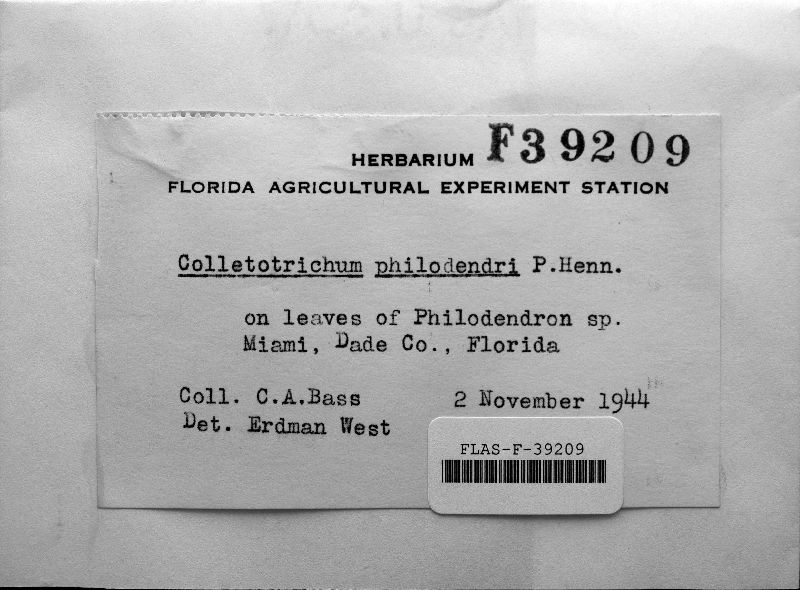 HERBARIUM F39209
FLORIDA AGRICULTURAL EXPERIMENT STATION
Colletotrichum philodendri P.Henn.
on leaves of Philodendron sp.
Miami, Dade Co., Florida
Coll. C.A.Bass 2 November 1944
Det. Erdman West
FLAS-F-39209